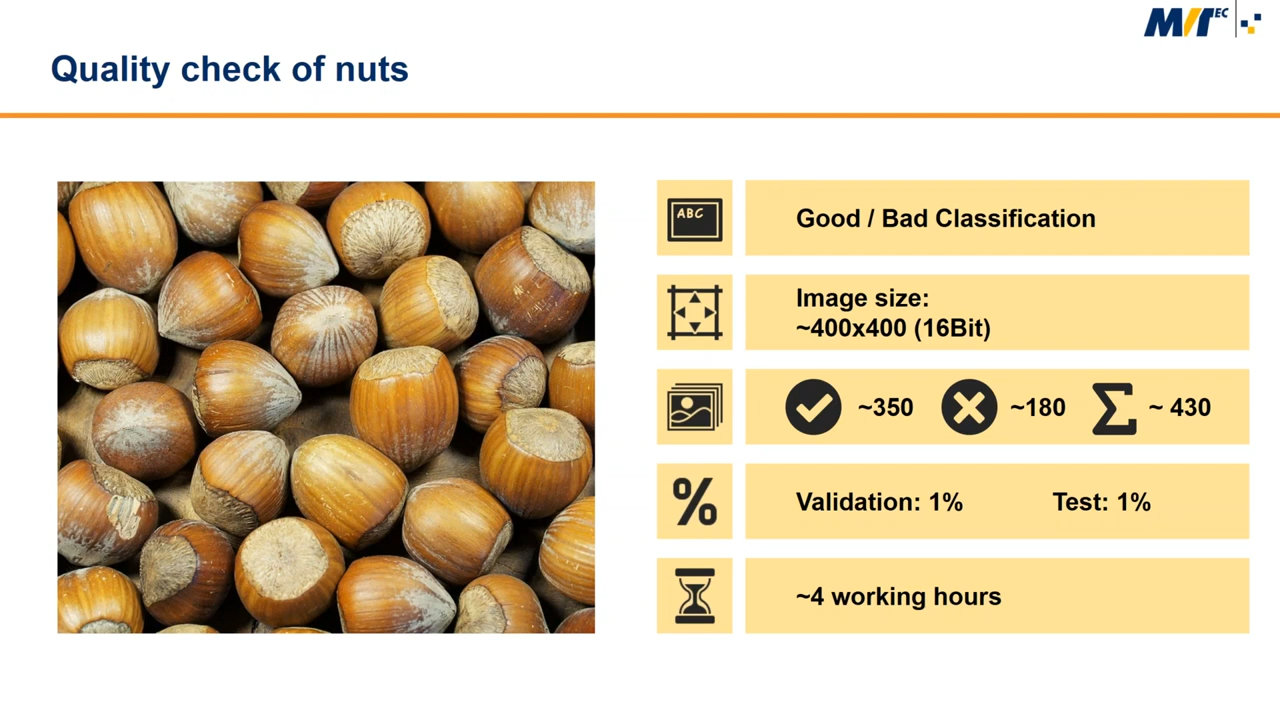 MVTEC
Quality check of nuts
ABC
Good / Bad Classification
Image size:
~400x400 (16Bit)
~350 ~180 Σ ~ 430
% Validation: 1% Test: 1%
~4 working hours